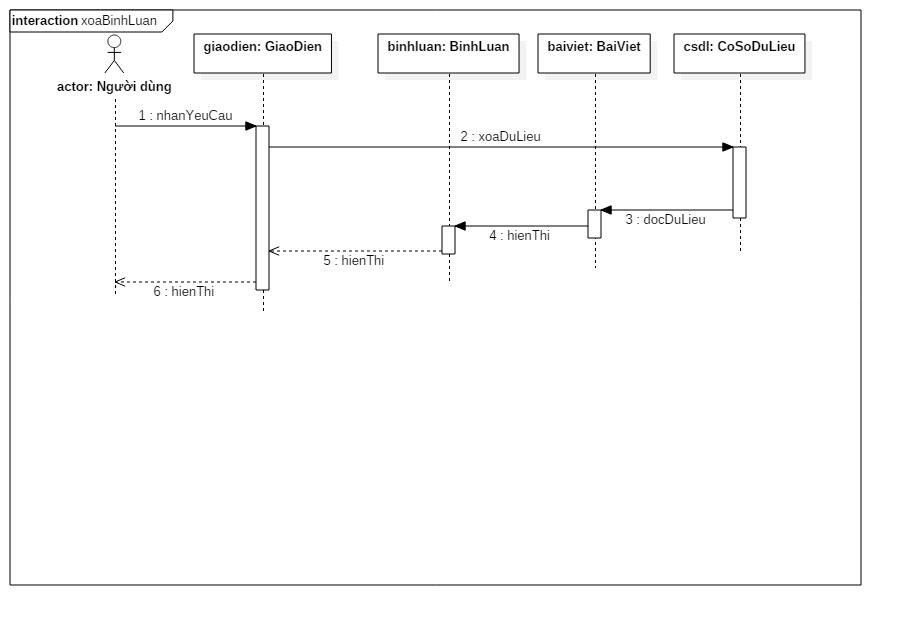 interaction xoaBinhLuan
giaodien: GiaoDien
binhluan: BinhLuan
baiviet: BaiViet
csdl: CoSoDuLieu
actor: Người dùng
1 : nhanYeuCau
2 : xoaDuLieu
3 : docDuLieu
4 : hienThi
5 : hienThi
6 : hienThi